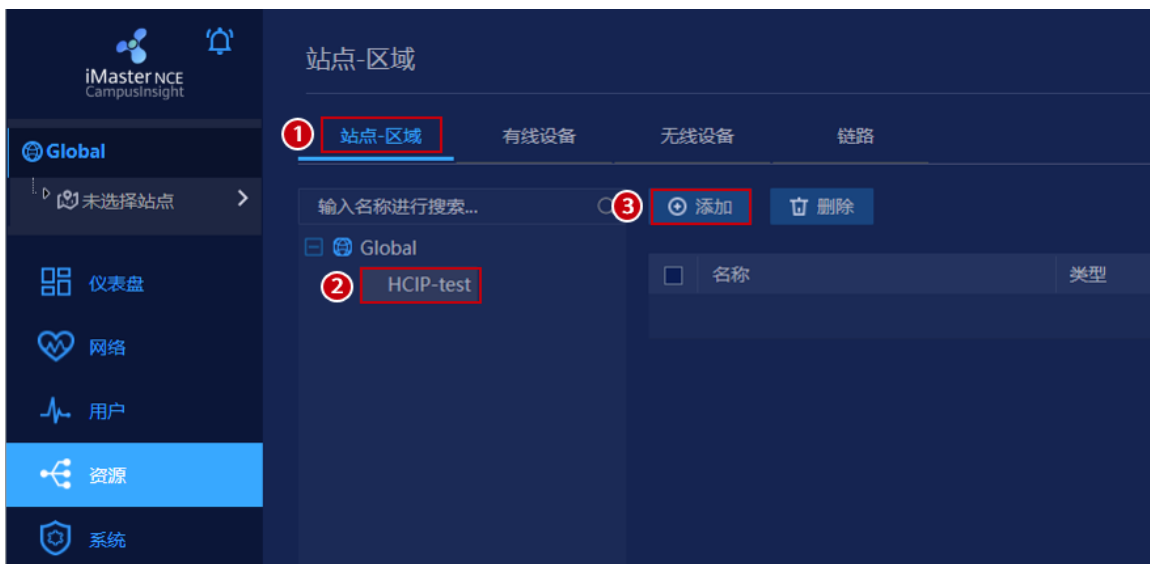 iMaster NCE
CampusInsight
Global
未选择站点
仪表盘
网络
用户
资源
系统
站点-区域
1 站点-区域 有线设备 无线设备 链路
输入名称进行搜索... 3 添加 删除
Global
2 HCIP-test
名称 类型